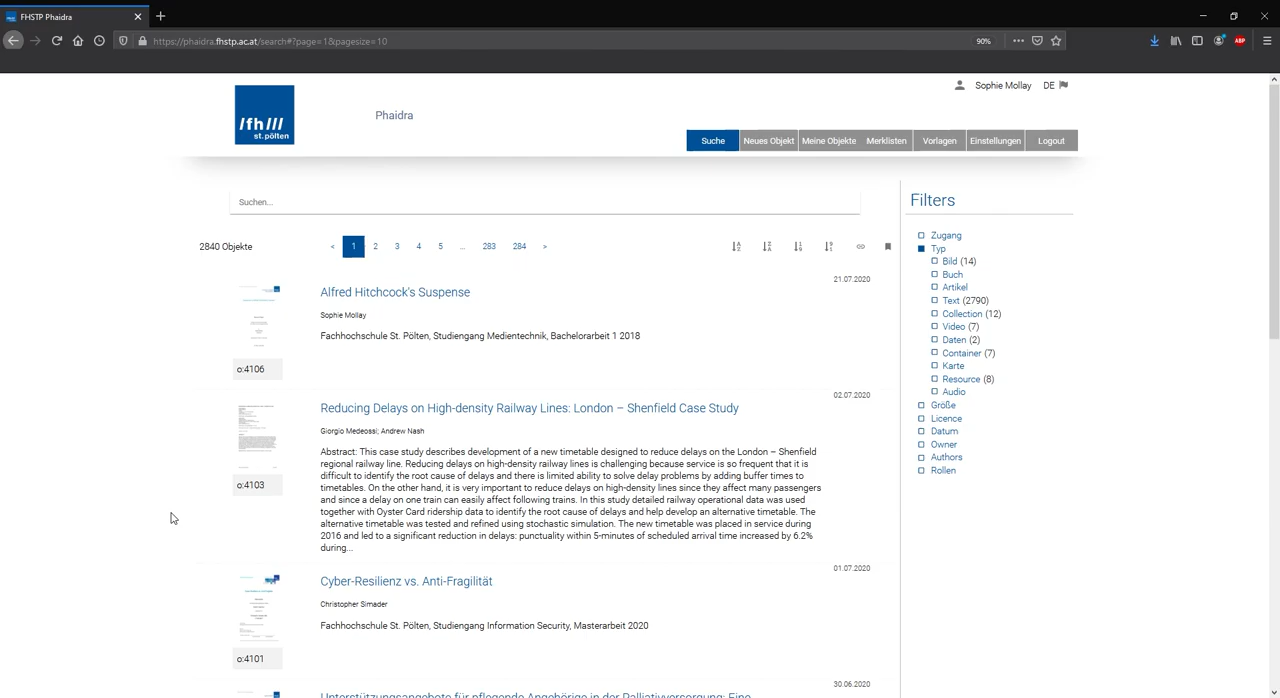 FHSTP Phaidra
https://phaidra.fhstp.ac.at/search#?page=1&pagesize=10
90%
ABP
Sophie Mollay DE
/fh///
st.pölten
Phaidra
Suche Neues Objekt Meine Objekte Merklisten Vorlagen Einstellungen Logout
Suchen...
2840 Objekte
< 1 2 3 4 5 ... 283 284 >
21.07.2020
Alfred Hitchcock's Suspense
Sophie Mollay
Fachhochschule St. Pölten, Studiengang Medientechnik, Bachelorarbeit 1 2018
o:4106
02.07.2020
Reducing Delays on High-density Railway Lines: London – Shenfield Case Study
Giorgio Medeossi; Andrew Nash
Abstract: This case study describes development of a new timetable designed to reduce delays on the London – Shenfield
regional railway line. Reducing delays on high-density railway lines is challenging because service is so frequent that it is
difficult to identify the root cause of delays and there is limited ability to solve delay problems by adding buffer times to
timetables. On the other hand, it is very important to reduce delays on high-density lines since they affect many passengers
and since a delay on one train can easily affect following trains. In this study detailed railway operational data was used
together with Oyster Card ridership data to identify the root cause of delays and help develop an alternative timetable. The
alternative timetable was tested and refined using stochastic simulation. The new timetable was placed in service during
2016 and led to a significant reduction in delays: punctuality within 5-minutes of scheduled arrival time increased by 6.2%
during...
o:4103
01.07.2020
Cyber-Resilienz vs. Anti-Fragilität
Christopher Simader
Fachhochschule St. Pölten, Studiengang Information Security, Masterarbeit 2020
o:4101
30.06.2020
Unterstützungsangebote für pflegende Angehörige in der Palliativversorgung: Eine
Filters
Zugang
Typ
Bild (14)
Buch
Artikel
Text (2790)
Collection (12)
Video (7)
Daten (2)
Container (7)
Karte
Resource (8)
Audio
Größe
Licence
Datum
Owner
Authors
Rollen